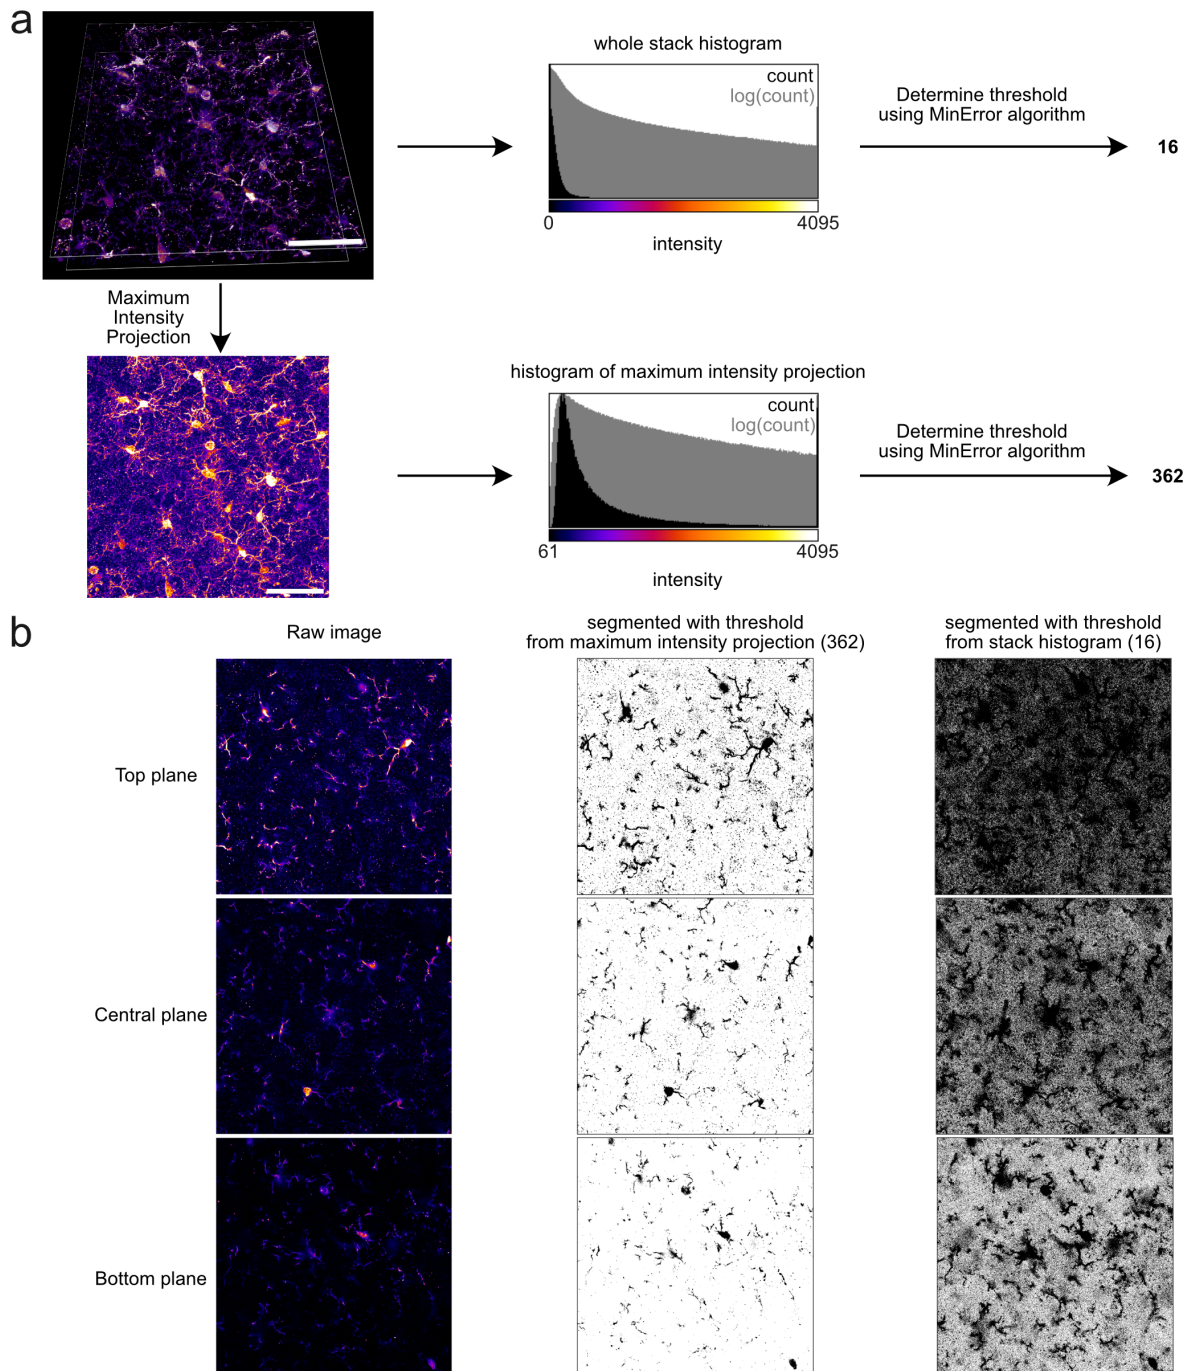 a
whole stack histogram
count
log(count)
Determine threshold
using MinError algorithm
16
0
4095
intensity
Maximum
Intensity
Projection
histogram of maximum intensity projection
count
log(count)
Determine threshold
using MinError algorithm
362
61
4095
intensity
b
Raw image
segmented with threshold
from maximum intensity projection (362)
segmented with threshold
from stack histogram (16)
Top plane
Central plane
Bottom plane